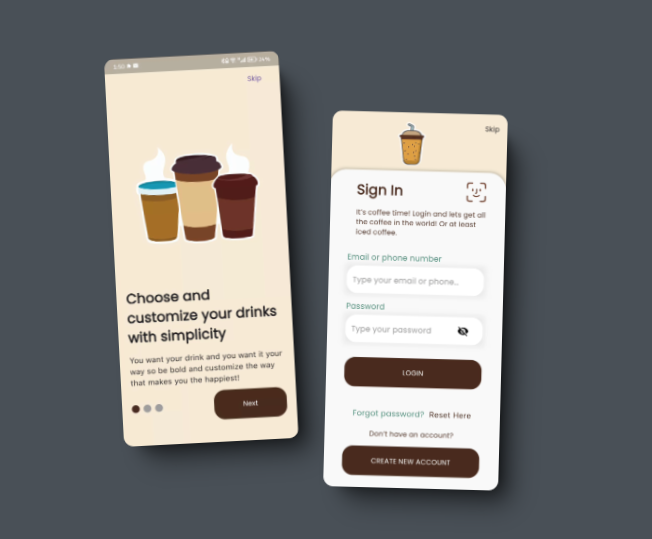 Skip
Choose and
customize your drinks
with simplicity
You want your drink and you want it your
way so be bold and customize the way
that makes you the happiest!
Next
Skip
Sign In
It's coffee time! Login and lets get all
the coffee in the world! Or at least
iced coffee.
Email or phone number
Type your email or phone...
Password
Type your password
LOGIN
Forgot password? Reset Here
Don't have an account?
CREATE NEW ACCOUNT